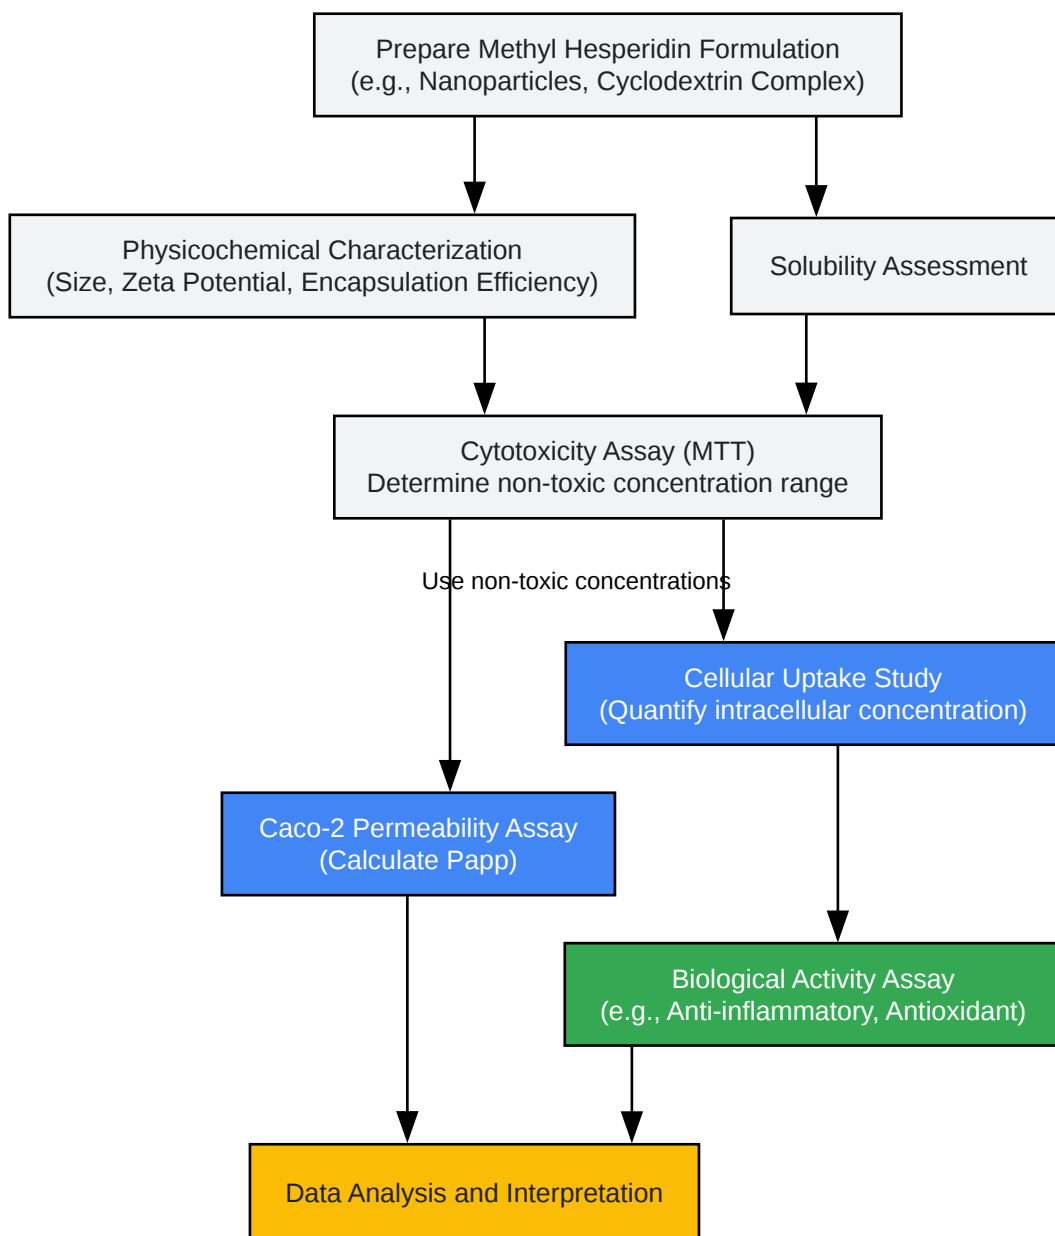 Prepare Methyl Hesperidin Formulation
(e.g., Nanoparticles, Cyclodextrin Complex)
Physicochemical Characterization
(Size, Zeta Potential, Encapsulation Efficiency)
Solubility Assessment
Cytotoxicity Assay (MTT)
Determine non-toxic concentration range
Use non-toxic concentrations
Cellular Uptake Study
(Quantify intracellular concentration)
Caco-2 Permeability Assay
(Calculate Papp)
Biological Activity Assay
(e.g., Anti-inflammatory, Antioxidant)
Data Analysis and Interpretation